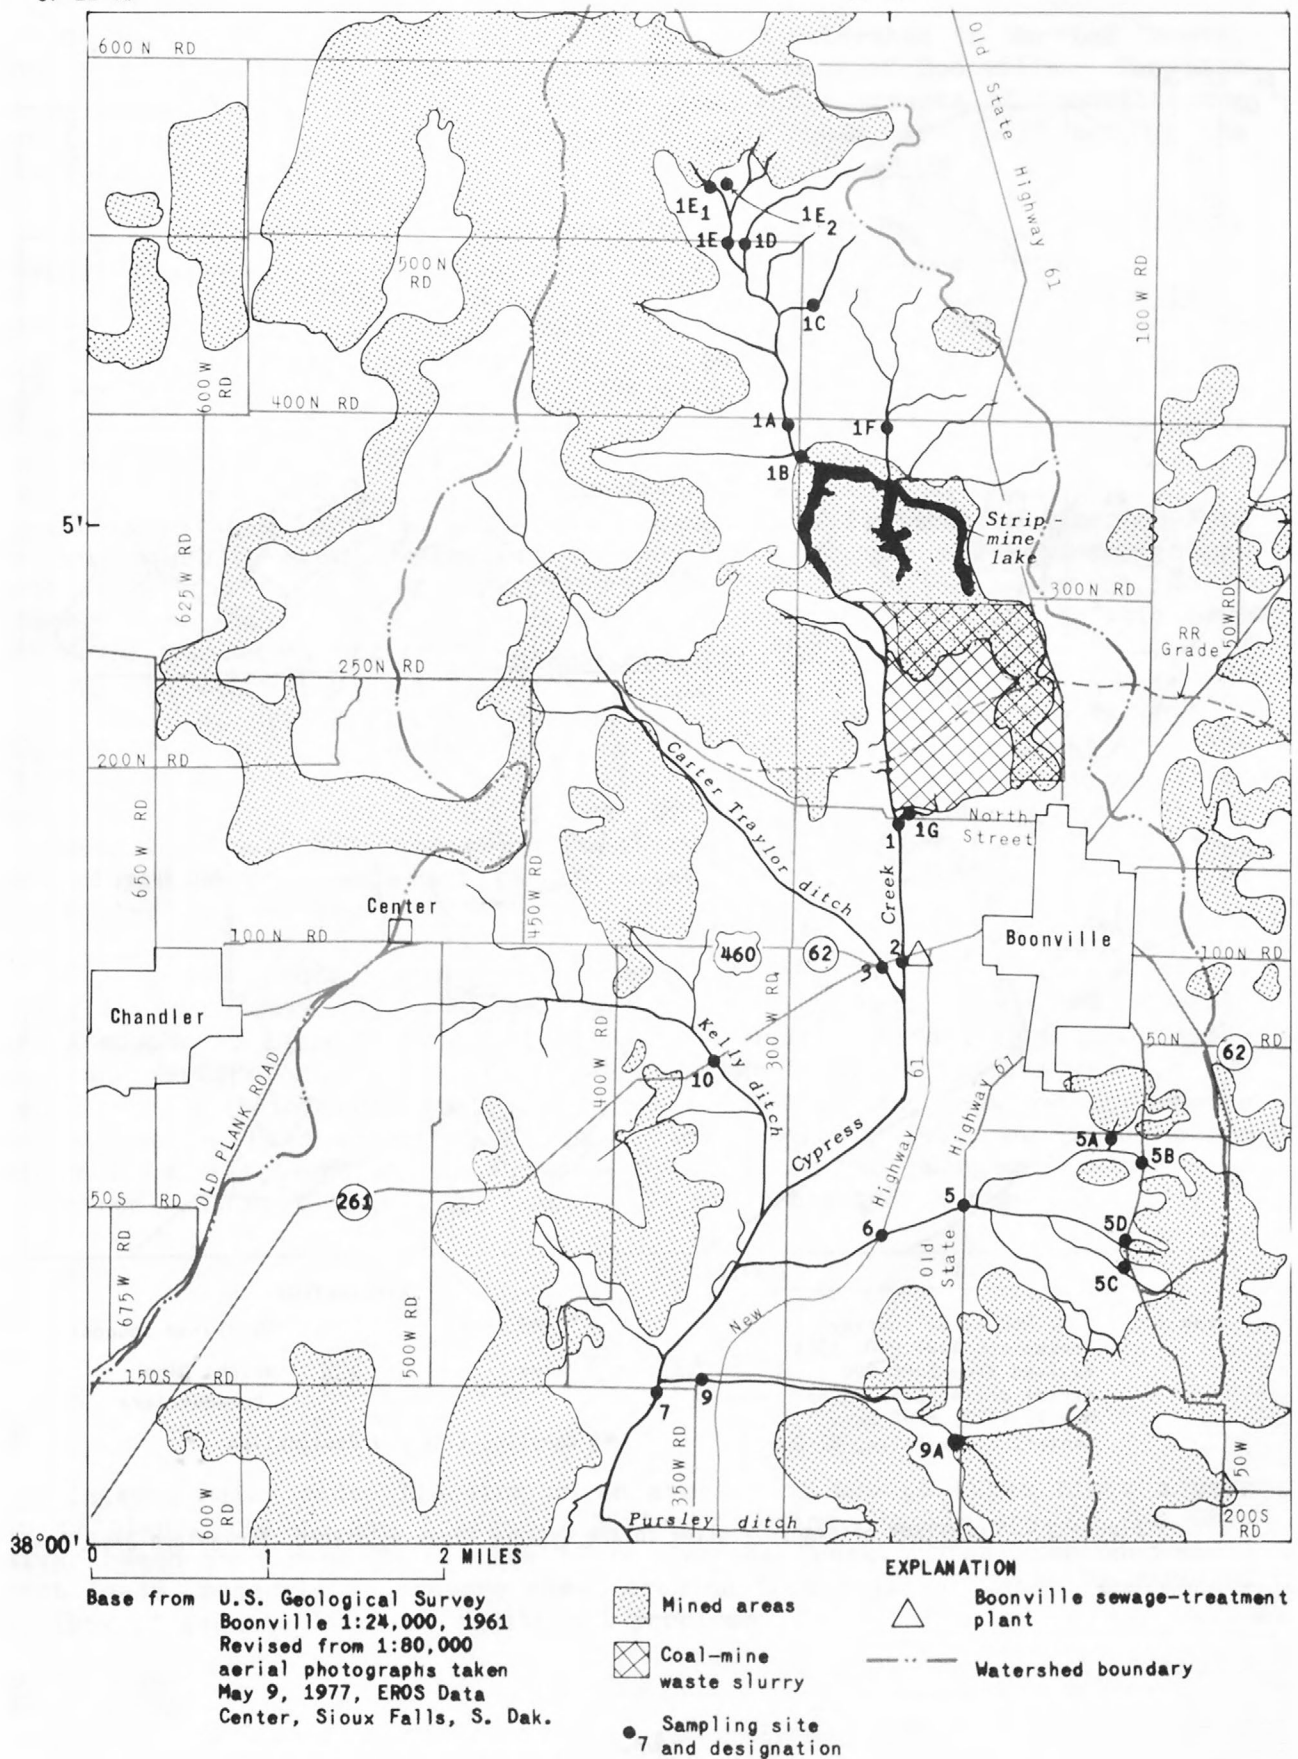 600 N RD
Old State Highway 61
1E1
1E2
1E
1D
500 N
RD
1C
100 W RD
600 W
RD
400 N RD
1A
1F
1B
5'
Strip-
mine
lake
625 W RD
300 N RD
50 W RD
RR
Grade
250 N RD
200 N RD
Carter Traylor ditch
North
Street
1G
1
650 W RD
450 W RD
Creek
Center
100 N RD
460
62
2
3
Boonville
100 N RD
Chandler
Kelly ditch
300 W RD
400 W RD
10
50 N RD
62
Highway 61
61
OLD PLANK ROAD
Cypress
5A
5B
50 S RD
261
Highway
5
6
5D
5C
675 W RD
Old
State
500 W RD
New
150 S RD
7
9
9A
350 W RD
600 W
RD
50 W
200 S
RD
Pursley ditch
38°00'
0 1 2 MILES
Base from U.S. Geological Survey
Boonville 1:24,000, 1961
Revised from 1:80,000
aerial photographs taken
May 9, 1977, EROS Data
Center, Sioux Falls, S. Dak.
EXPLANATION
Mined areas
Coal-mine
waste slurry
7 Sampling site
and designation
Boonville sewage-treatment
plant
Watershed boundary